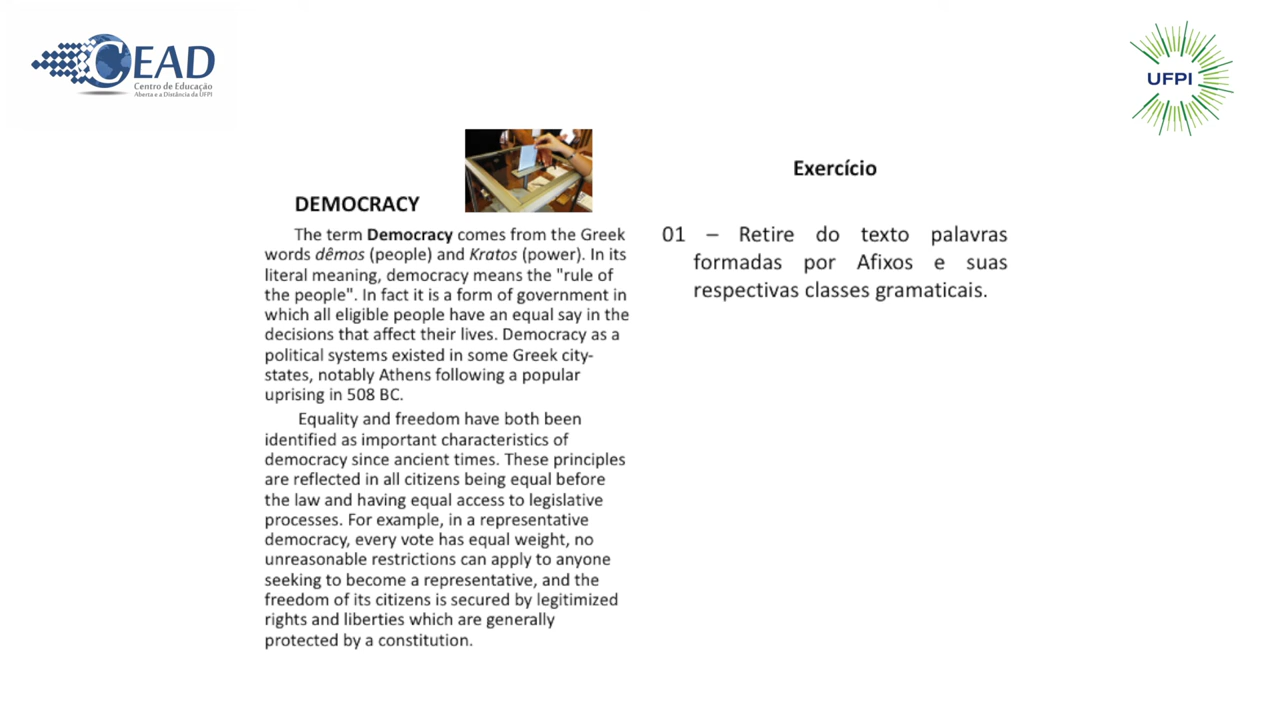 CEAD
Centro de Educação
Aberta e a Distância da UFPI
UFPI
DEMOCRACY
The term Democracy comes from the Greek
words dêmos (people) and Kratos (power). In its
literal meaning, democracy means the "rule of
the people". In fact it is a form of government in
which all eligible people have an equal say in the
decisions that affect their lives. Democracy as a
political systems existed in some Greek city-
states, notably Athens following a popular
uprising in 508 BC.
Equality and freedom have both been
identified as important characteristics of
democracy since ancient times. These principles
are reflected in all citizens being equal before
the law and having equal access to legislative
processes. For example, in a representative
democracy, every vote has equal weight, no
unreasonable restrictions can apply to anyone
seeking to become a representative, and the
freedom of its citizens is secured by legitimized
rights and liberties which are generally
protected by a constitution.
Exercício
01 – Retire do texto palavras
formadas por Afixos e suas
respectivas classes gramaticais.